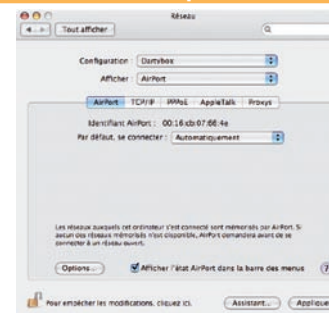 Réseau
Tout afficher
Configuration : Dartybox
Afficher : AirPort
AirPort TCP/IP PPPoE AppleTalk Proxys
Identifiant AirPort : 00:16:cb:07:66:4e
Par défaut, se connecter : Automatiquement
Les réseaux auxquels cet ordinateur s'est connecté sont mémorisés par AirPort. Si
aucun des réseaux mémorisés n'est disponible, AirPort demandera avant de se
connecter à un réseau ouvert.
Options... Afficher l'état AirPort dans la barre des menus ?
Pour empêcher les modifications, cliquez ici. Assistant... Applique